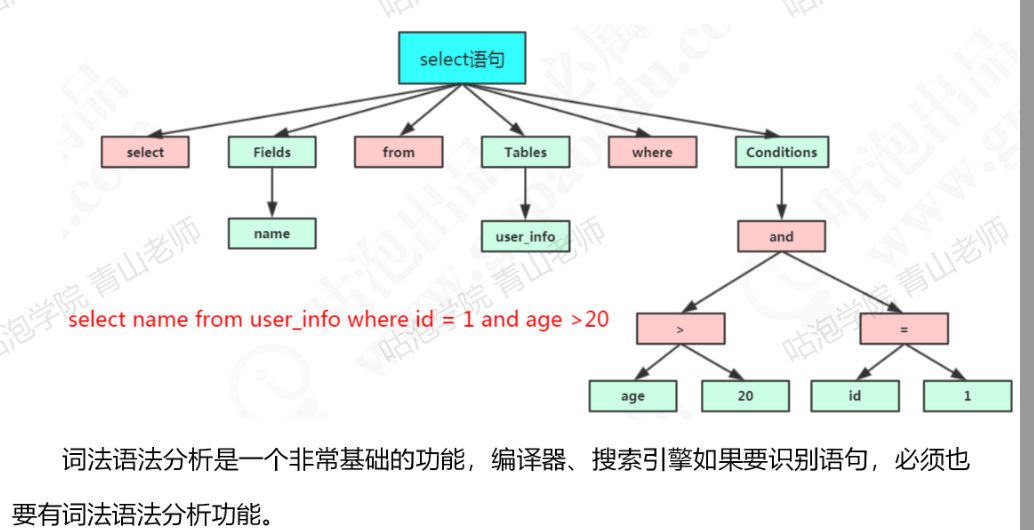 select语句
select
Fields
from
Tables
where
Conditions
name
user_info
and
select name from user_info where id = 1 and age >20
>
=
age
20
id
1
词法语法分析是一个非常基础的功能，编译器、搜索引擎如果要识别语句，必须也
要有词法语法分析功能。
咕泡学院 青山老师
咕泡学院 青山老师
咕泡学院 青山老师
咕泡出品